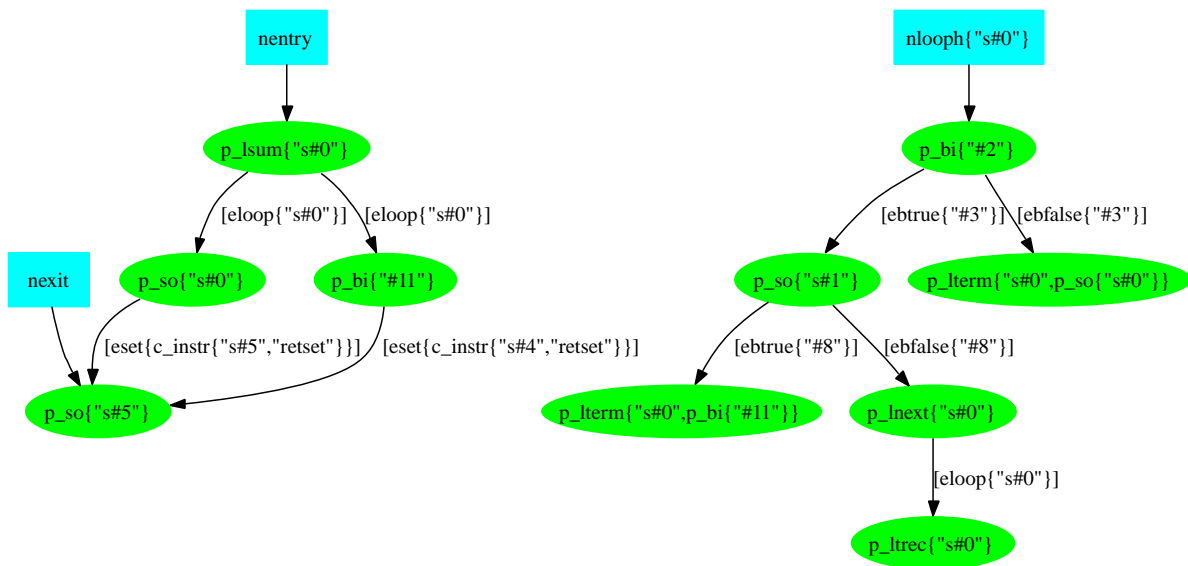 nentry
nlooph{"s#0"}
p_lsum{"s#0"}
p_bi{"#2"}
[eloop{"s#0"}]
[eloop{"s#0"}]
[ebtrue{"#3"}]
[ebfalse{"#3"}]
nexit
p_so{"s#0"}
p_bi{"#11"}
p_so{"s#1"}
p_lterm{"s#0",p_so{"s#0"}}
[eset{c_instr{"s#5","retset"}}]
[eset{c_instr{"s#4","retset"}}]
[ebtrue{"#8"}]
[ebfalse{"#8"}]
p_so{"s#5"}
p_lterm{"s#0",p_bi{"#11"}}
p_lnext{"s#0"}
[eloop{"s#0"}]
p_ltrec{"s#0"}